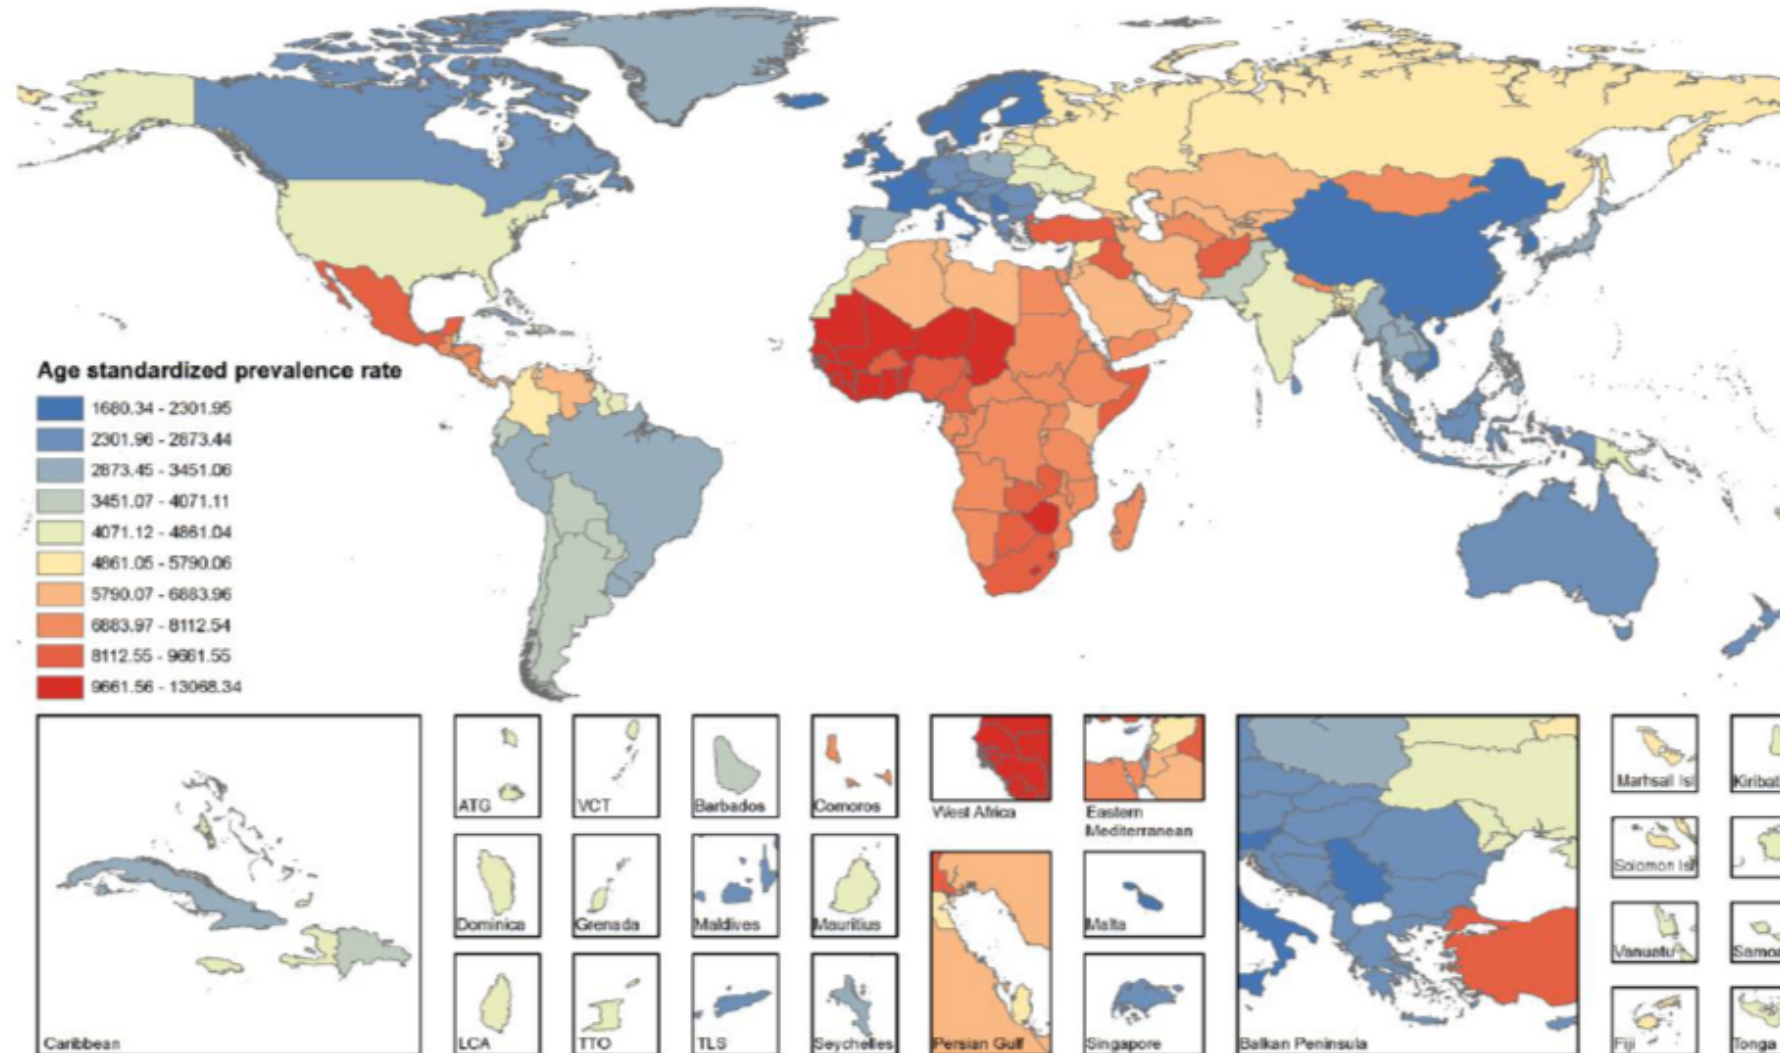 Age standardized prevalence rate
1680.34 - 2301.95
2301.96 - 2873.44
2873.45 - 3451.06
3451.07 - 4071.11
4071.12 - 4861.04
4861.05 - 5790.06
5790.07 - 6883.96
6883.97 - 8112.54
8112.55 - 9661.55
9661.56 - 13068.34
Caribbean
ATG
VCT
Barbados
Comoros
West Africa
Eastern
Mediterranean
Dominica
Grenada
Maldives
Mauritius
Malta
LCA
TTO
TLS
Seychelles
Persian Gulf
Singapore
Balkan Peninsula
Marhsall Isl
Kiribat
Solomon Isl
Vanuatu
Samo
Fiji
Tonga